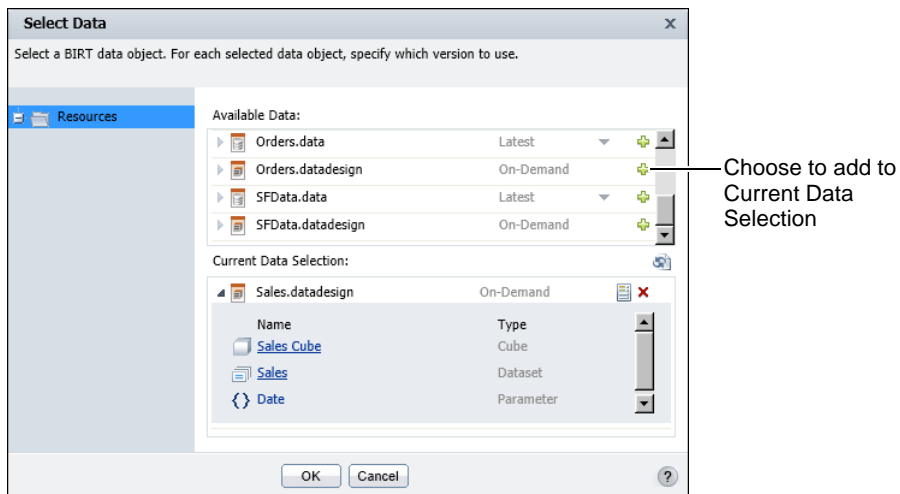 Select Data
Select a BIRT data object. For each selected data object, specify which version to use.
Resources
Available Data:
Orders.data Latest
Orders.datadesign On-Demand
SFData.data Latest
SFData.datadesign On-Demand
Choose to add to
Current Data
Selection
Current Data Selection:
Sales.datadesign On-Demand
Name Type
Sales Cube Cube
Sales Dataset
{} Date Parameter
OK Cancel ?